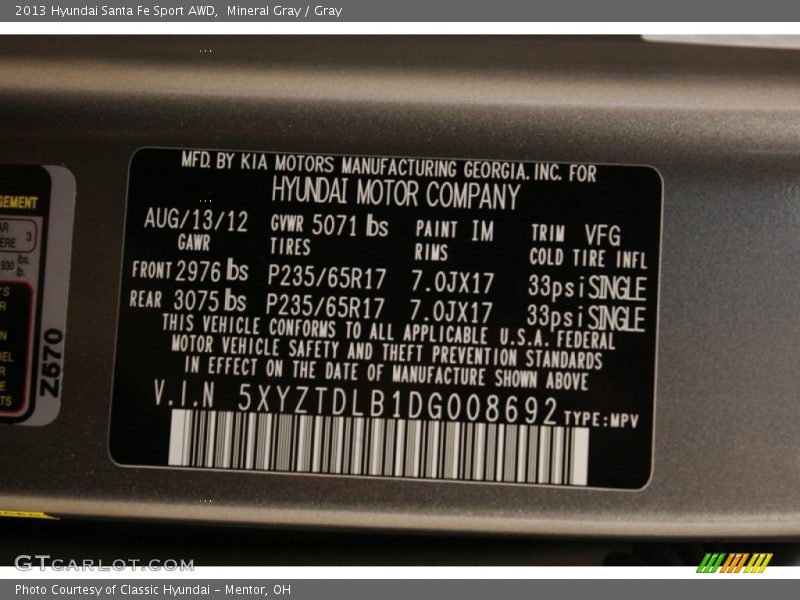 2013 Hyundai Santa Fe Sport AWD,  Mineral Gray / Gray
MFD. BY KIA MOTORS MANUFACTURING GEORGIA. INC. FOR
HYUNDAI MOTOR COMPANY
AUG/13/12 GVWR 5071 lbs PAINT IM TRIM VFG
GAWR TIRES RIMS COLD TIRE INFL
FRONT 2976 lbs P235/65R17 7.0JX17 33psi SINGLE
REAR 3075 lbs P235/65R17 7.0JX17 33psi SINGLE
THIS VEHICLE CONFORMS TO ALL APPLICABLE U.S.A. FEDERAL
MOTOR VEHICLE SAFETY AND THEFT PREVENTION STANDARDS
IN EFFECT ON THE DATE OF MANUFACTURE SHOWN ABOVE
V.I.N 5XYZTDLB1DG008692 TYPE:MPV
Z570
GTCARLOT.COM
Photo Courtesy of Classic Hyundai - Mentor, OH